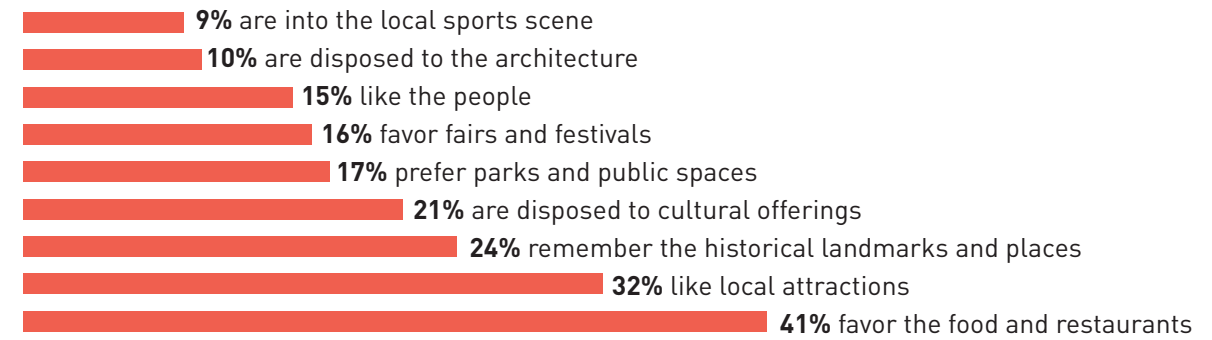 9% are into the local sports scene
10% are disposed to the architecture
15% like the people
16% favor fairs and festivals
17% prefer parks and public spaces
21% are disposed to cultural offerings
24% remember the historical landmarks and places
32% like local attractions
41% favor the food and restaurants